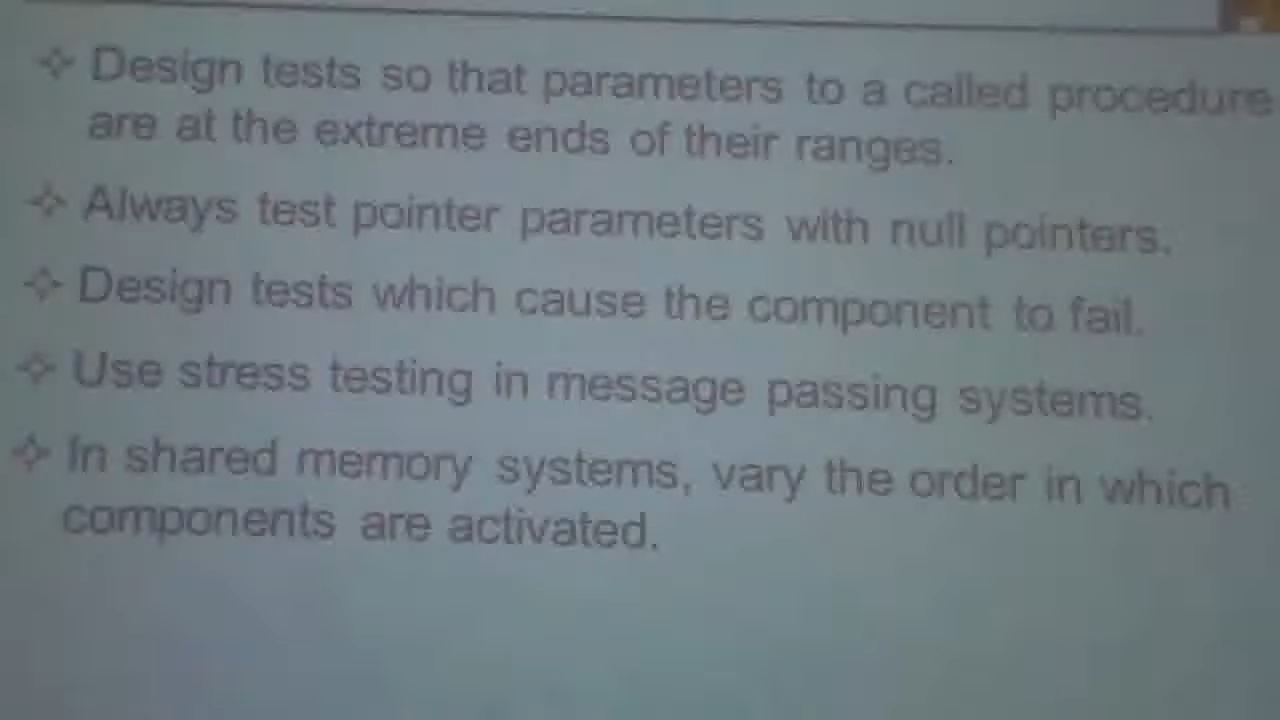 Design tests so that parameters to a called procedure
are at the extreme ends of their ranges.
Always test pointer parameters with null pointers.
Design tests which cause the component to fail.
Use stress testing in message passing systems.
In shared memory systems, vary the order in which
components are activated.